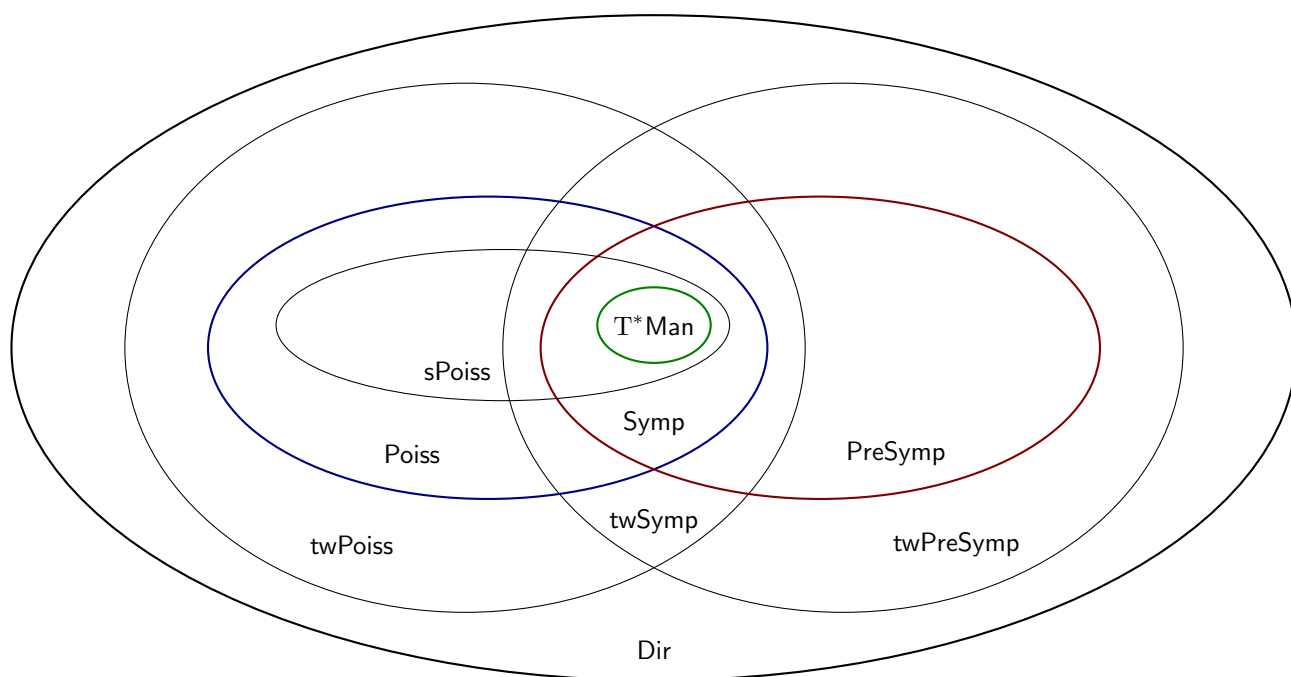 T*Man
sPoiss
Symp
Poiss
PreSymp
twSymp
twPoiss
twPreSymp
Dir